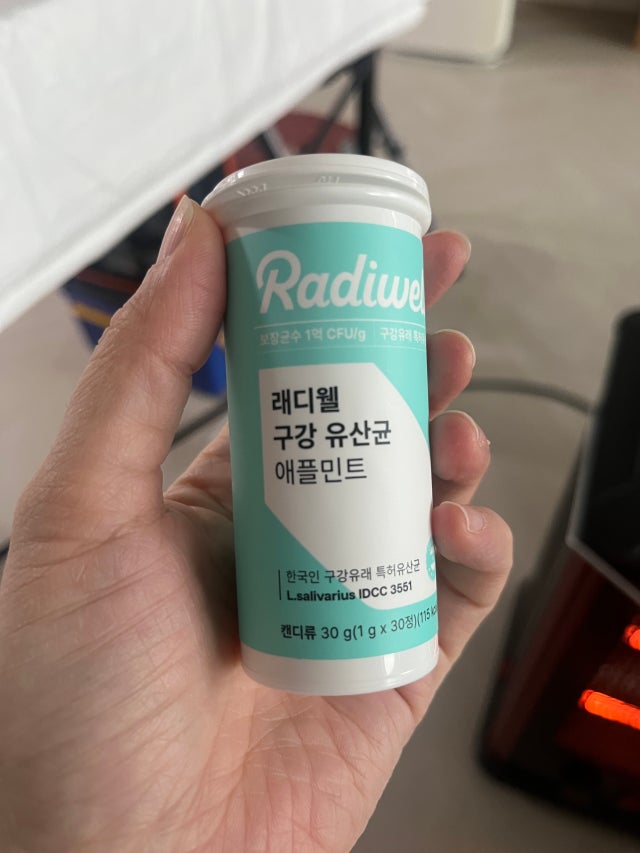 Radiwel
보장균수 1억 CFU/g 구강유래
래디웰
구강 유산균
애플민트
한국인 구강유래 특허유산균
L.salivarius IDCC 3551
캔디류 30 g(1 g x 30정)(115